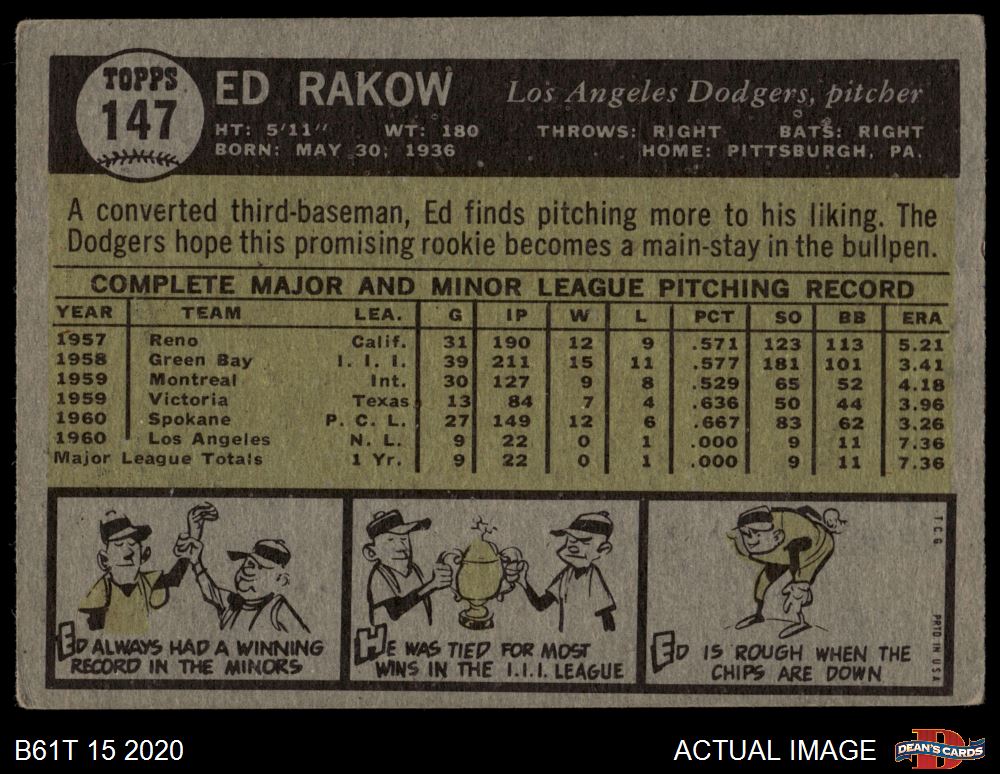 TOPPS
147
ED RAKOW
Los Angeles Dodgers, pitcher
HT: 5'11" WT: 180 THROWS: RIGHT BATS: RIGHT
BORN: MAY 30, 1936 HOME: PITTSBURGH, PA.
A converted third-baseman, Ed finds pitching more to his liking. The
Dodgers hope this promising rookie becomes a main-stay in the bullpen.
COMPLETE MAJOR AND MINOR LEAGUE PITCHING RECORD
YEAR TEAM LEA. G IP W L PCT SO BB ERA
1957 Reno Calif. 31 190 12 9 .571 123 113 5.21
1958 Green Bay I. I. I. 39 211 15 11 .577 181 101 3.41
1959 Montreal Int. 30 127 9 8 .529 65 52 4.18
1959 Victoria Texas 13 84 7 4 .636 50 44 3.96
1960 Spokane P. C. L. 27 149 12 6 .667 83 62 3.26
1960 Los Angeles N. L. 9 22 0 1 .000 9 11 7.36
Major League Totals 1 Yr. 9 22 0 1 .000 9 11 7.36
ED ALWAYS HAD A WINNING
RECORD IN THE MINORS
HE WAS TIED FOR MOST
WINS IN THE I.I.I. LEAGUE
ED IS ROUGH WHEN THE
CHIPS ARE DOWN
T.C.G.
PRTD IN USA
B61T 15 2020
ACTUAL IMAGE
D
DEAN'S CARDS